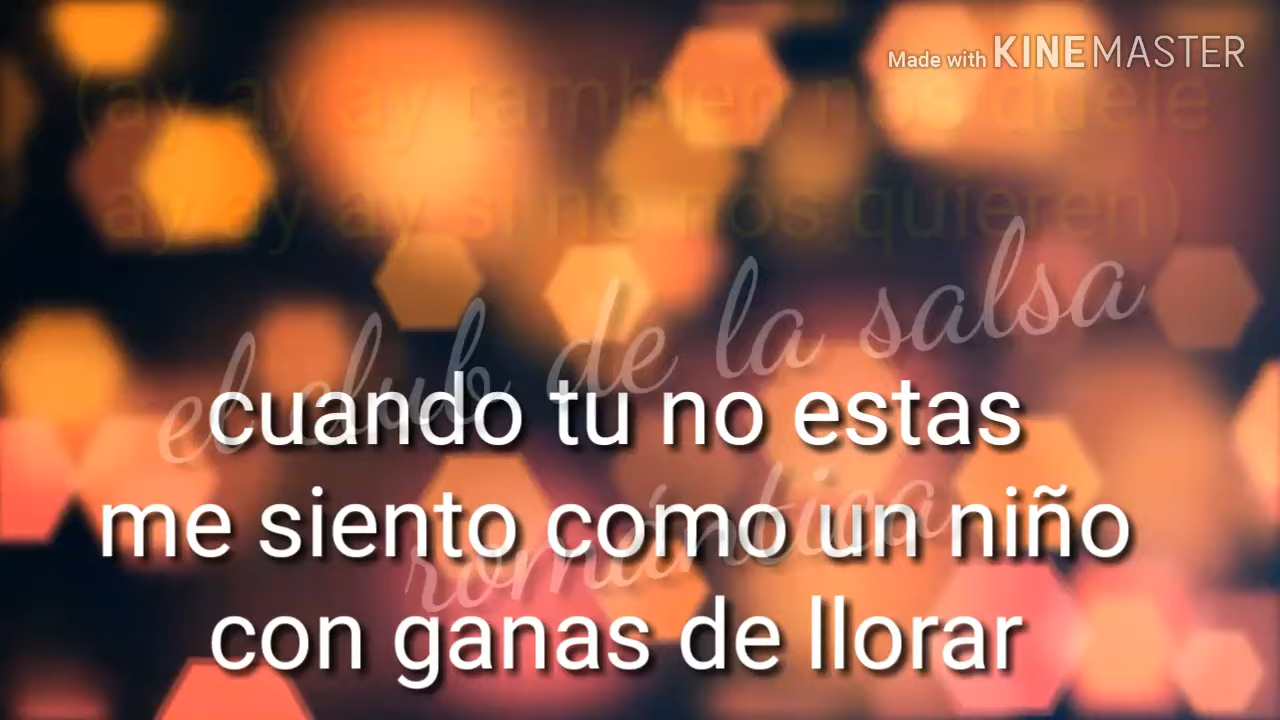 Made with KINEMASTER
(ay ay ay tambien nos duele
ay ay ay si no nos quieren)
el club de la salsa
romántica
cuando tu no estas
me siento como un niño
con ganas de llorar